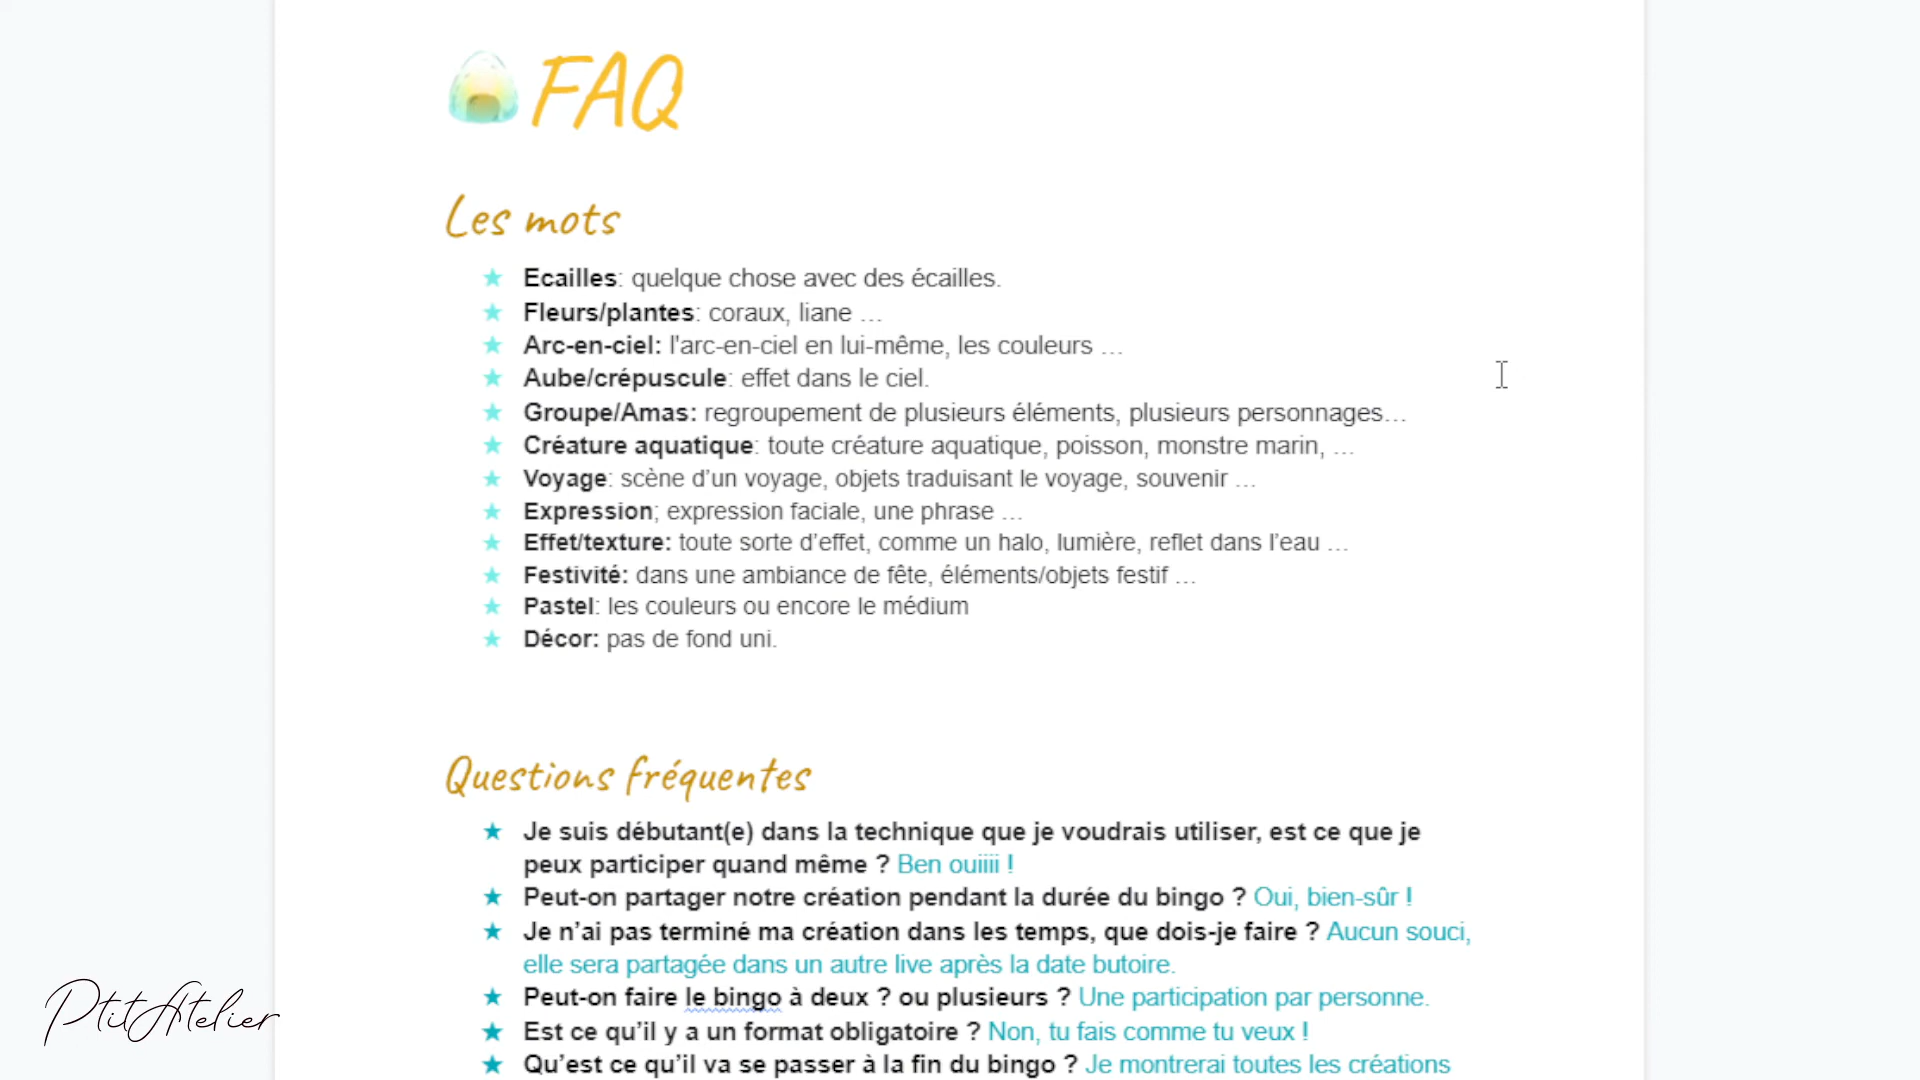 FAQ
Les mots
★ Ecailles: quelque chose avec des écailles.
★ Fleurs/plantes: coraux, liane …
★ Arc-en-ciel: l'arc-en-ciel en lui-même, les couleurs …
★ Aube/crépuscule: effet dans le ciel.
★ Groupe/Amas: regroupement de plusieurs éléments, plusieurs personnages…
★ Créature aquatique: toute créature aquatique, poisson, monstre marin, …
★ Voyage: scène d’un voyage, objets traduisant le voyage, souvenir …
★ Expression; expression faciale, une phrase …
★ Effet/texture: toute sorte d’effet, comme un halo, lumière, reflet dans l’eau …
★ Festivité: dans une ambiance de fête, éléments/objets festif …
★ Pastel: les couleurs ou encore le médium
★ Décor: pas de fond uni.
Questions fréquentes
★ Je suis débutant(e) dans la technique que je voudrais utiliser, est ce que je
peux participer quand même ? Ben ouiiii !
★ Peut-on partager notre création pendant la durée du bingo ? Oui, bien-sûr !
★ Je n’ai pas terminé ma création dans les temps, que dois-je faire ? Aucun souci,
elle sera partagée dans un autre live après la date butoire.
★ Peut-on faire le bingo à deux ? ou plusieurs ? Une participation par personne.
★ Est ce qu’il y a un format obligatoire ? Non, tu fais comme tu veux !
★ Qu’est ce qu’il va se passer à la fin du bingo ? Je montrerai toutes les créations
PtitAtelier